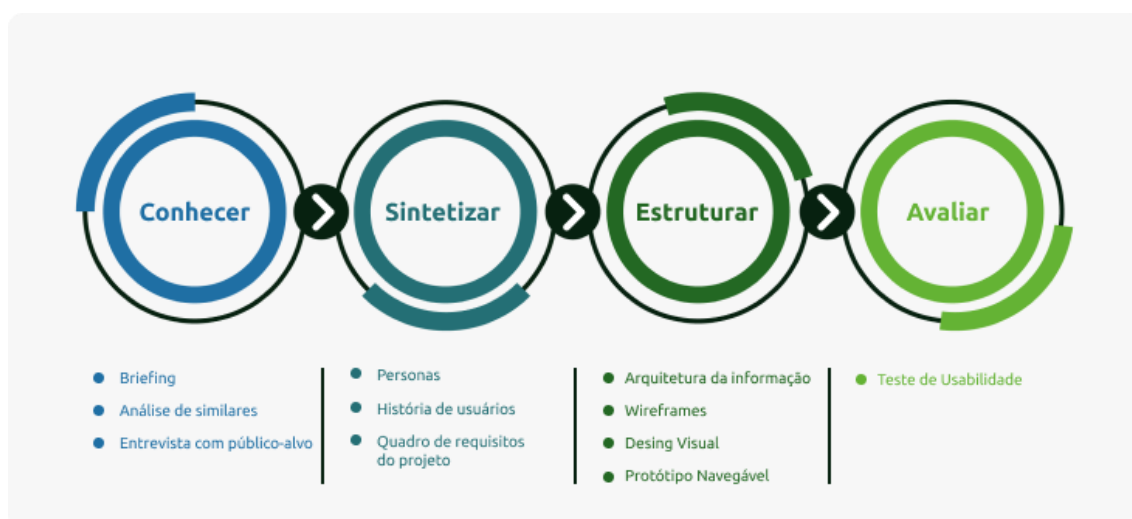 Conhecer
Sintetizar
Estruturar
Avaliar
Briefing
Análise de similares
Entrevista com público-alvo
Personas
História de usuários
Quadro de requisitos
do projeto
Arquitetura da informação
Wireframes
Desing Visual
Protótipo Navegável
Teste de Usabilidade